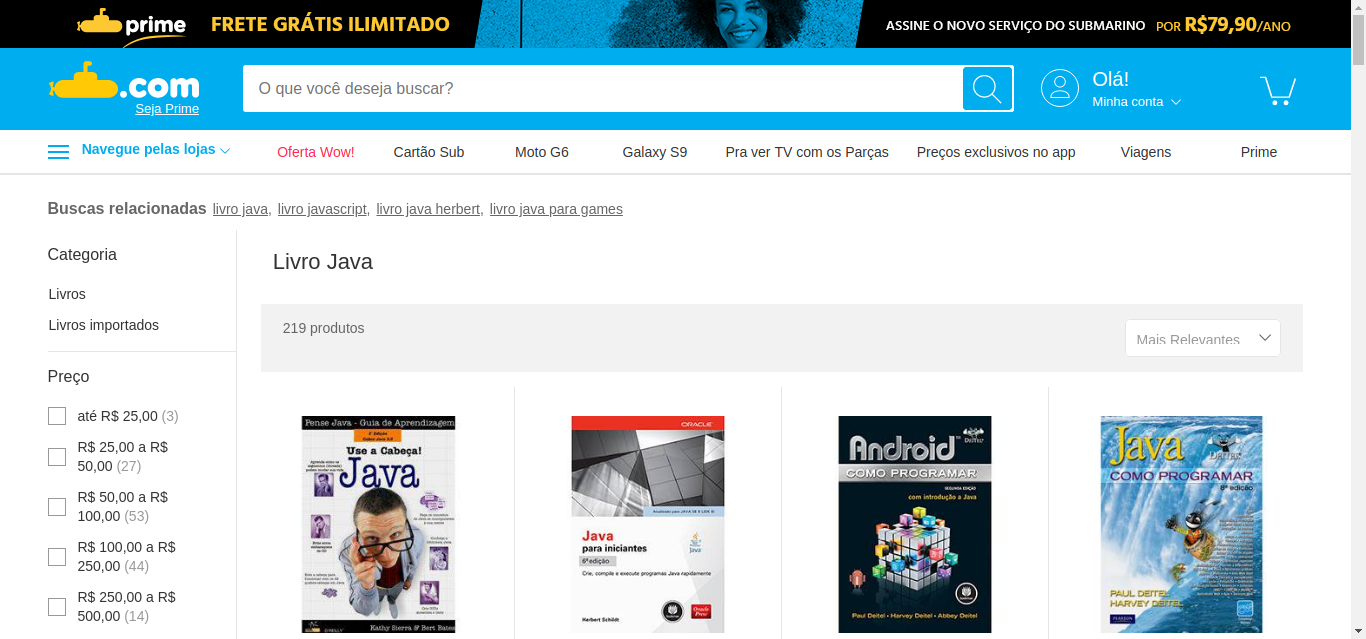 prime FRETE GRÁTIS ILIMITADO ASSINE O NOVO SERVIÇO DO SUBMARINO POR R$79,90/ANO
.com
Seja Prime
O que você deseja buscar?
Olá!
Minha conta
Navegue pelas lojas Oferta Wow! Cartão Sub Moto G6 Galaxy S9 Pra ver TV com os Parças Preços exclusivos no app Viagens Prime
Buscas relacionadas livro java, livro javascript, livro java herbert, livro java para games
Categoria
Livros
Livros importados
Livro Java
219 produtos
Mais Relevantes
Preço
até R$ 25,00 (3)
R$ 25,00 a R$
50,00 (27)
R$ 50,00 a R$
100,00 (53)
R$ 100,00 a R$
250,00 (44)
R$ 250,00 a R$
500,00 (14)
Pense Java - Guia de Aprendizagem
Use a Cabeça!
Java
Kathy Sierra & Bert Bates
ORACLE
Java
para iniciantes
6ª edição
Crie, compile e execute programas Java rapidamente
Herbert Schildt
Oracle
Press
Android
DEITEL
COMO PROGRAMAR
SEGUNDA EDIÇÃO
com introdução a Java
Paul Deitel • Harvey Deitel • Abbey Deitel
Java
DEITEL
COMO PROGRAMAR
8ª edição
PAUL DEITEL
HARVEY DEITEL
PEARSON